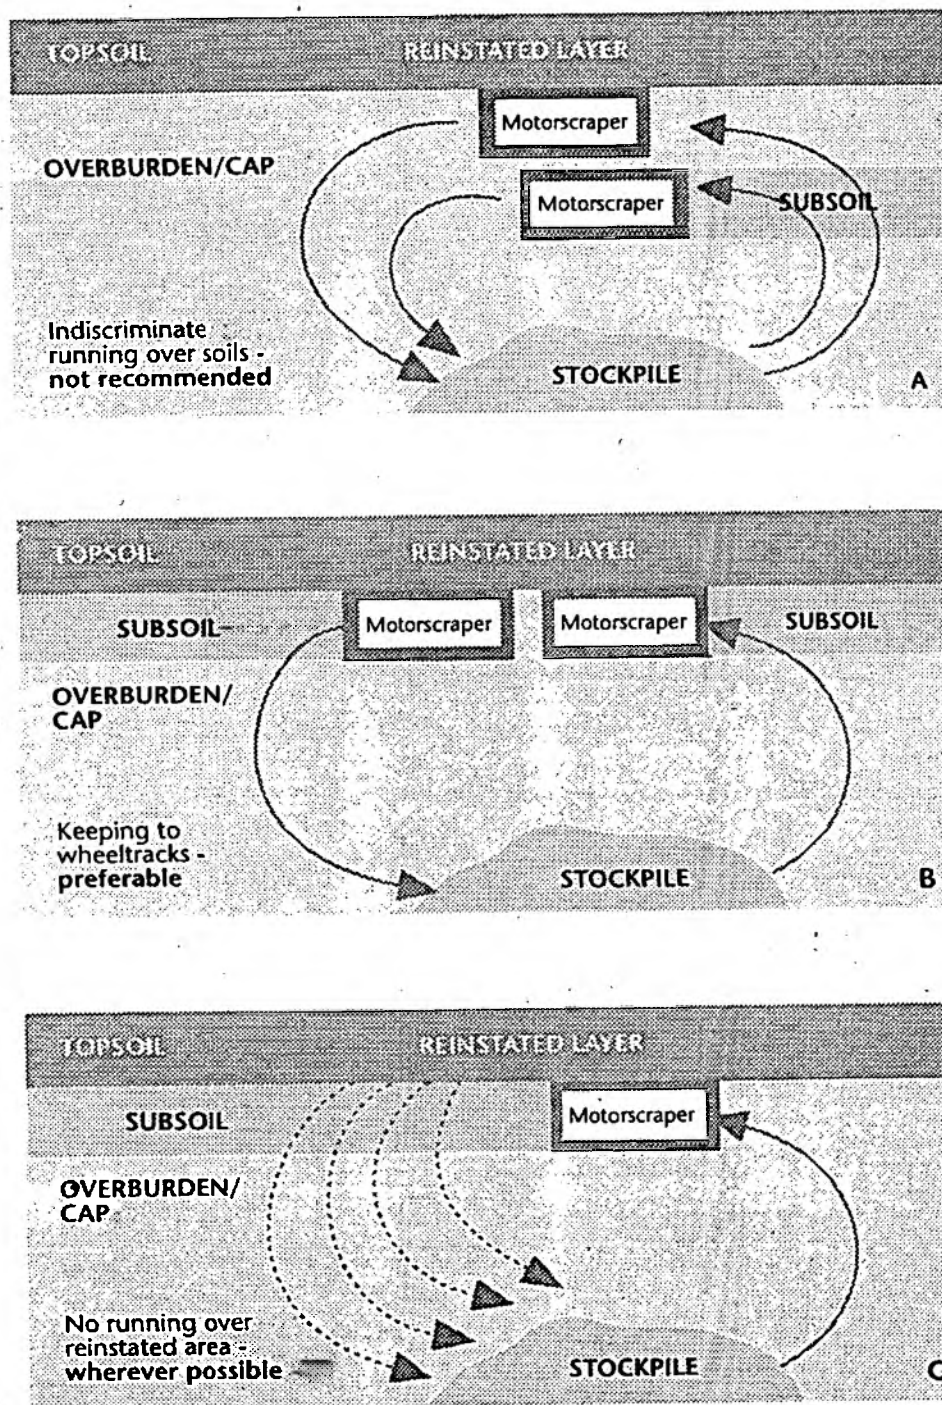 TOPSOIL REINSTATED LAYER
Motorscraper
OVERBURDEN/CAP
Motorscraper SUBSOIL
Indiscriminate
running over soils -
not recommended
STOCKPILE
A
TOPSOIL REINSTATED LAYER
SUBSOIL Motorscraper Motorscraper SUBSOIL
OVERBURDEN/
CAP
Keeping to
wheeltracks -
preferable
STOCKPILE
B
TOPSOIL REINSTATED LAYER
SUBSOIL Motorscraper
OVERBURDEN/
CAP
No running over
reinstated area -
wherever possible
STOCKPILE
C